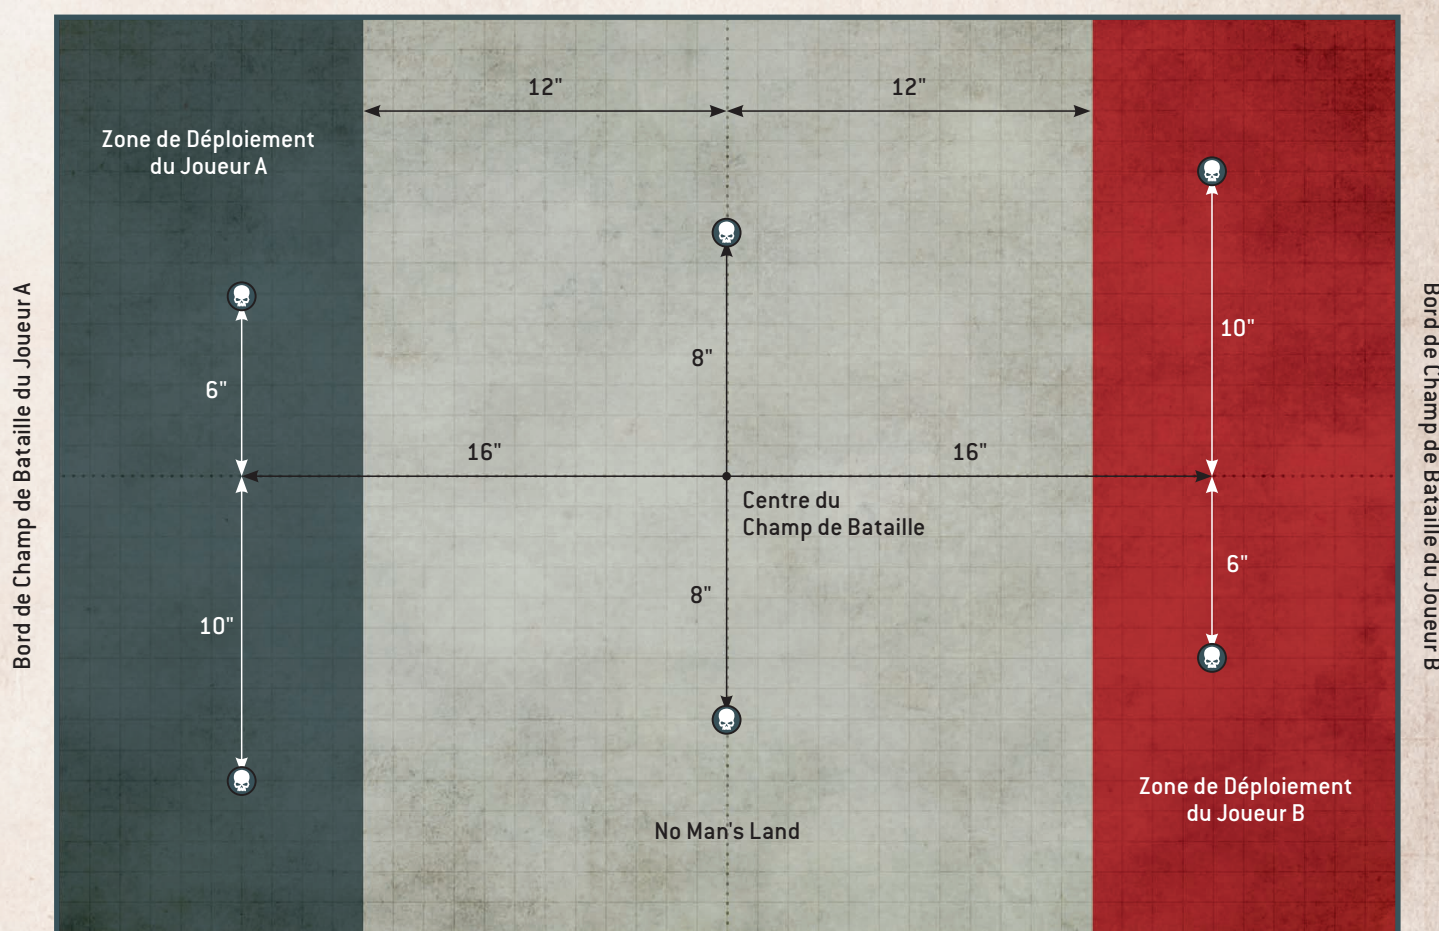 12" 12"
Zone de Déploiement
du Joueur A
Bord de Champ de Bataille du Joueur A
Bord de Champ de Bataille du Joueur B
10"
8"
6"
16" 16"
Centre du
Champ de Bataille
6"
8"
10"
Zone de Déploiement
du Joueur B
No Man's Land